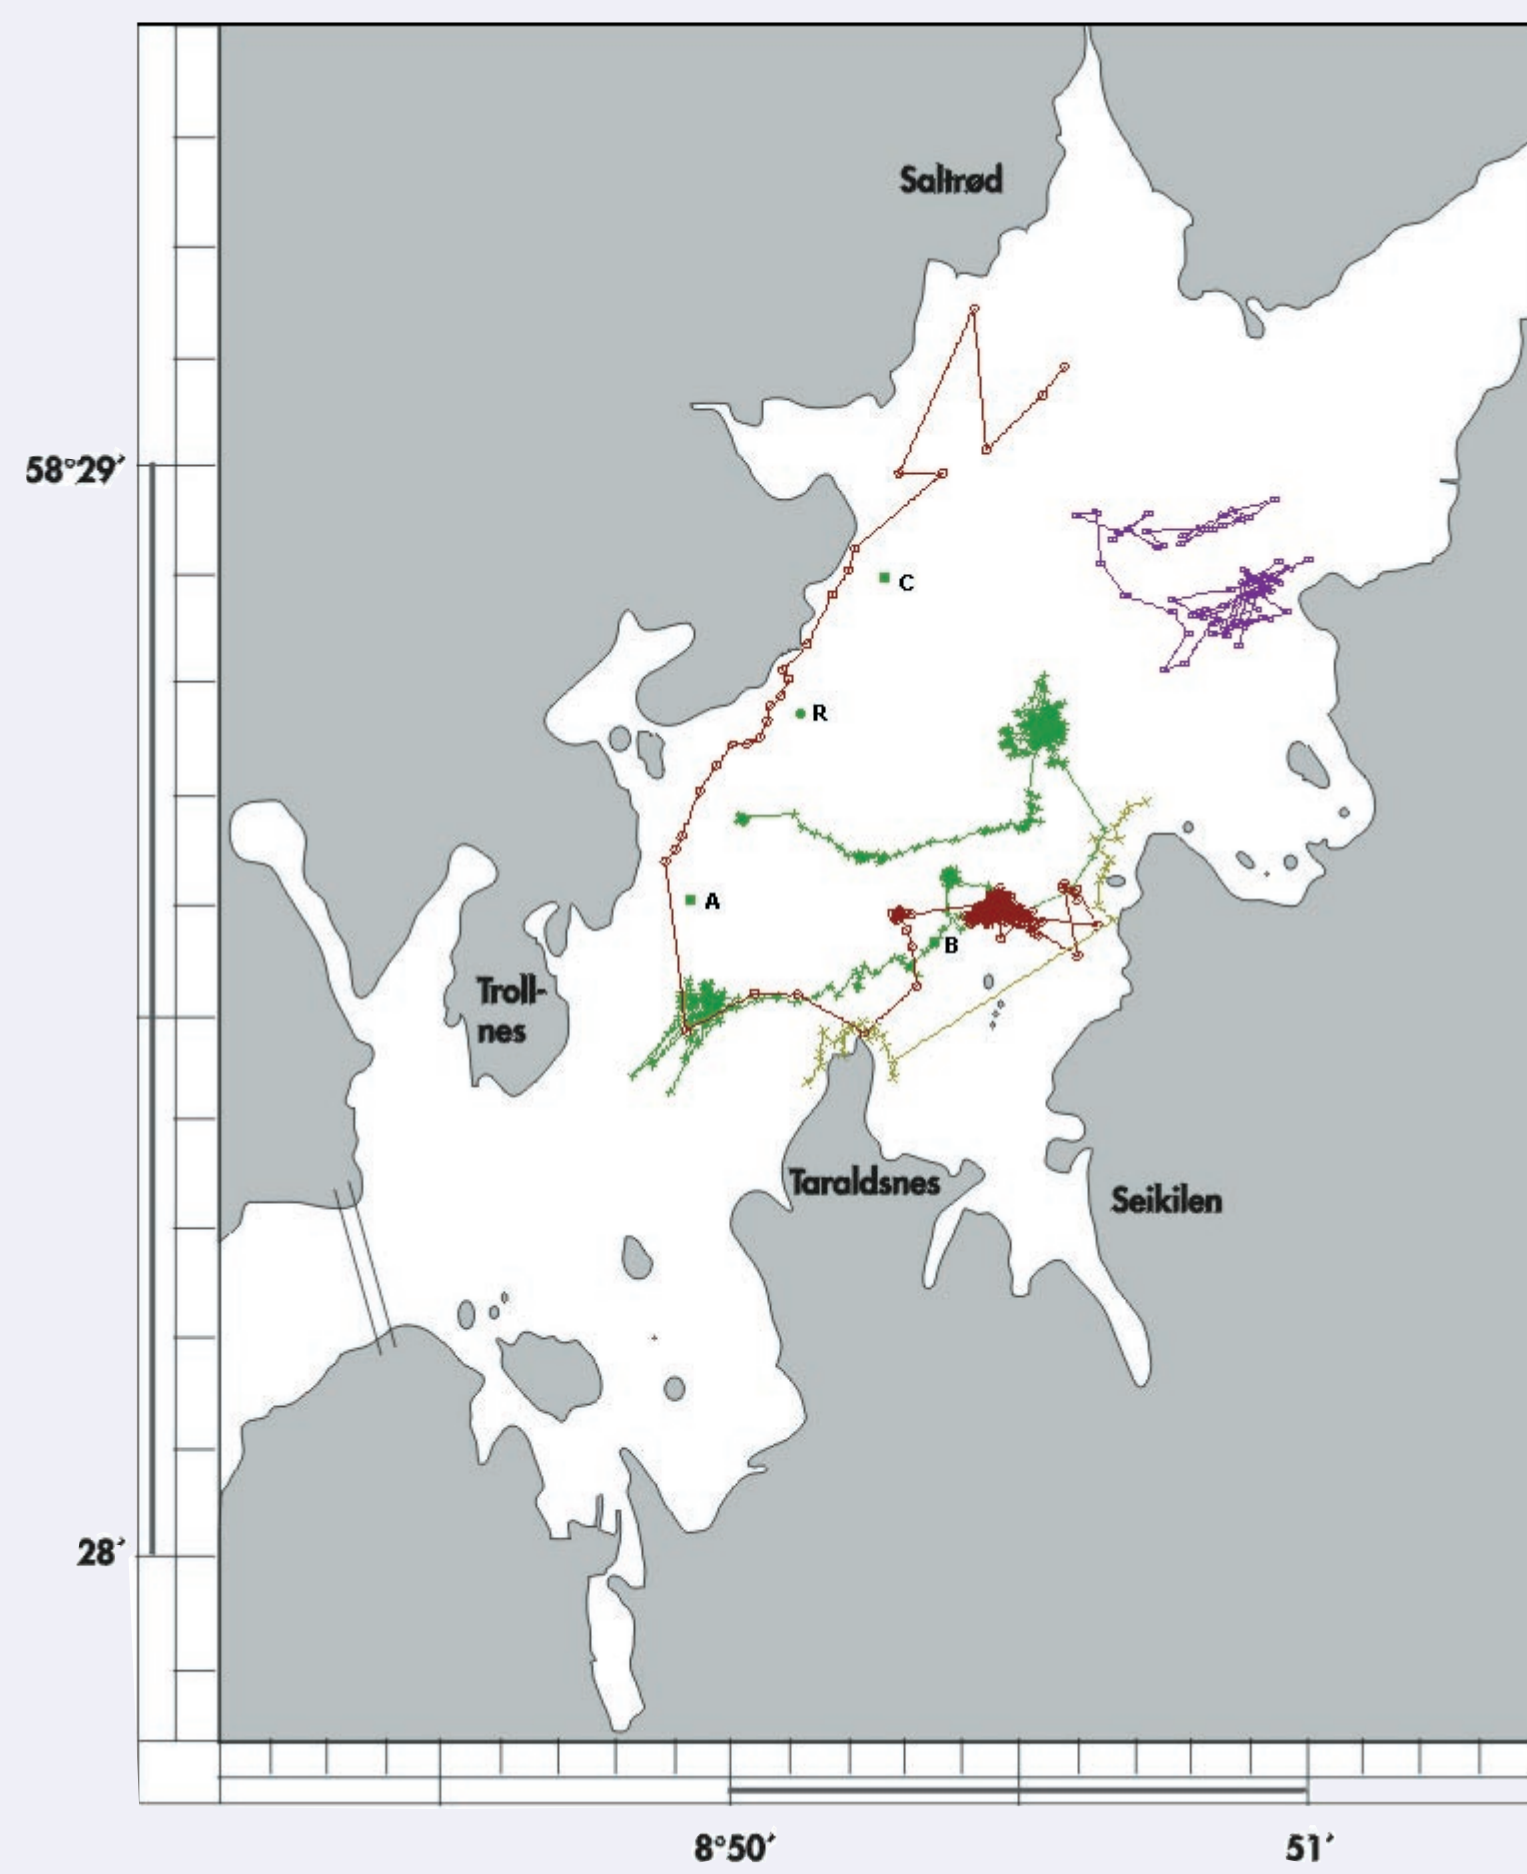 Saltrød
58°29′
C
R
A
B
Troll-
nes
Taraldsnes
Seikilen
28′
8°50′
51′